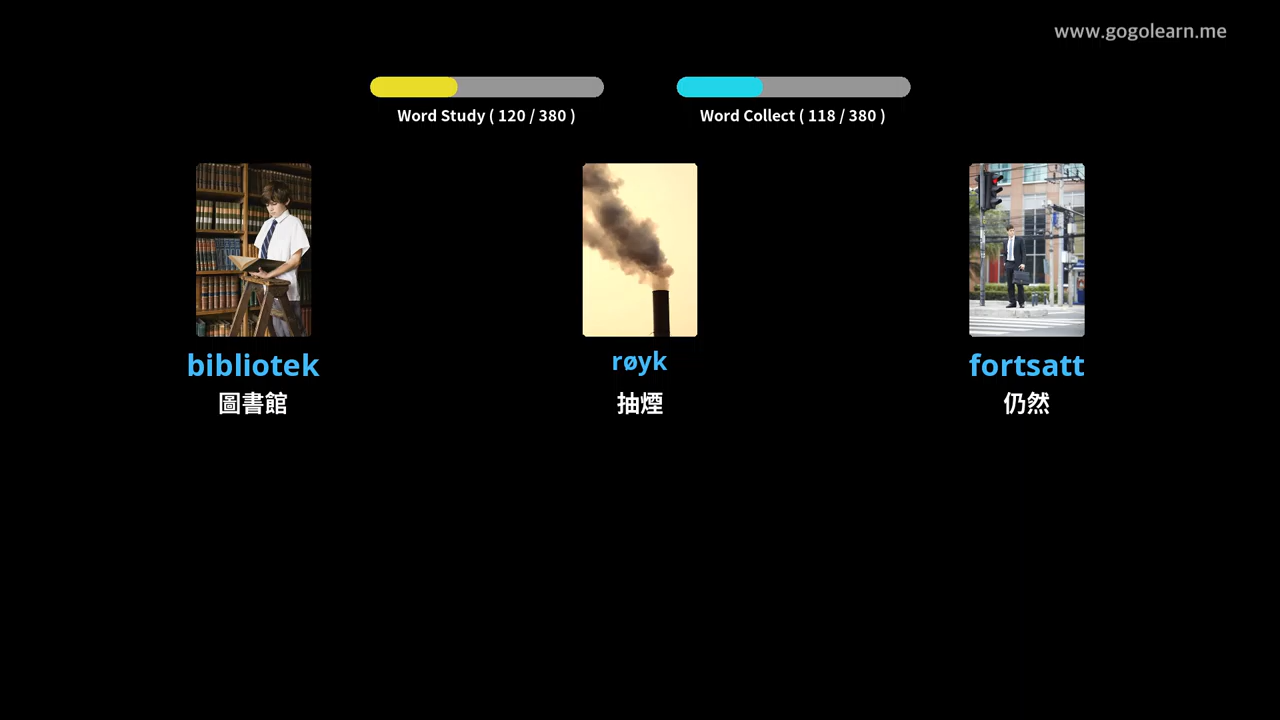 www.gogolearn.me
Word Study ( 120 / 380 )
Word Collect ( 118 / 380 )
bibliotek
røyk
fortsatt
圖書館
抽煙
仍然